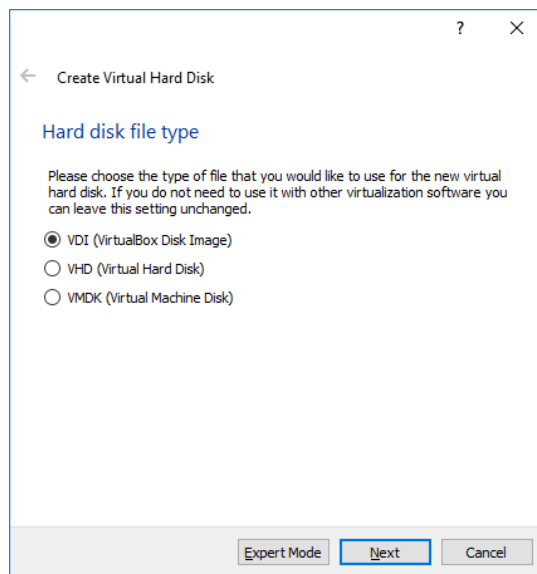 ?
Create Virtual Hard Disk
Hard disk file type
Please choose the type of file that you would like to use for the new virtual
hard disk. If you do not need to use it with other virtualization software you
can leave this setting unchanged.
VDI (VirtualBox Disk Image)
VHD (Virtual Hard Disk)
VMDK (Virtual Machine Disk)
Expert Mode Next Cancel